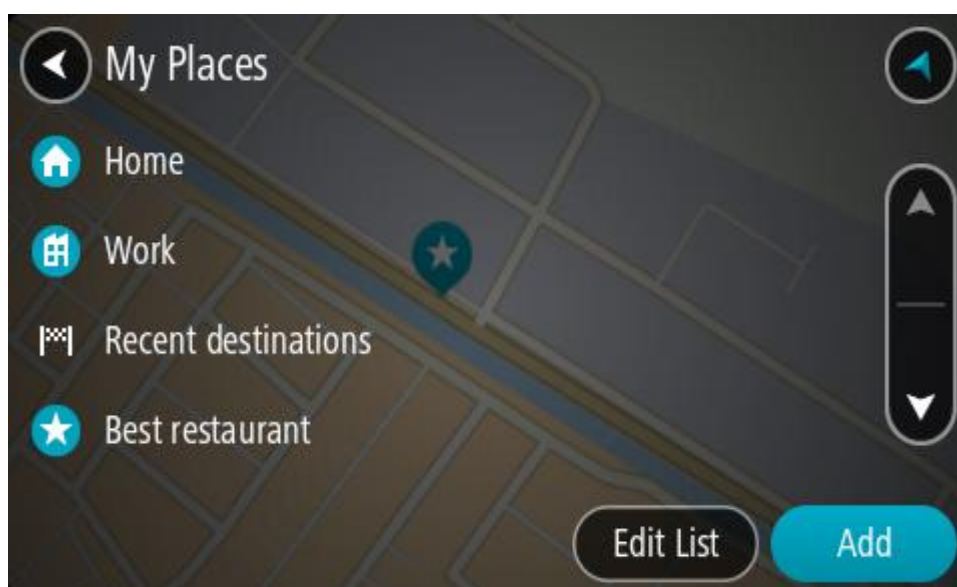 My Places
Home
Work
Recent destinations
Best restaurant
Edit List
Add